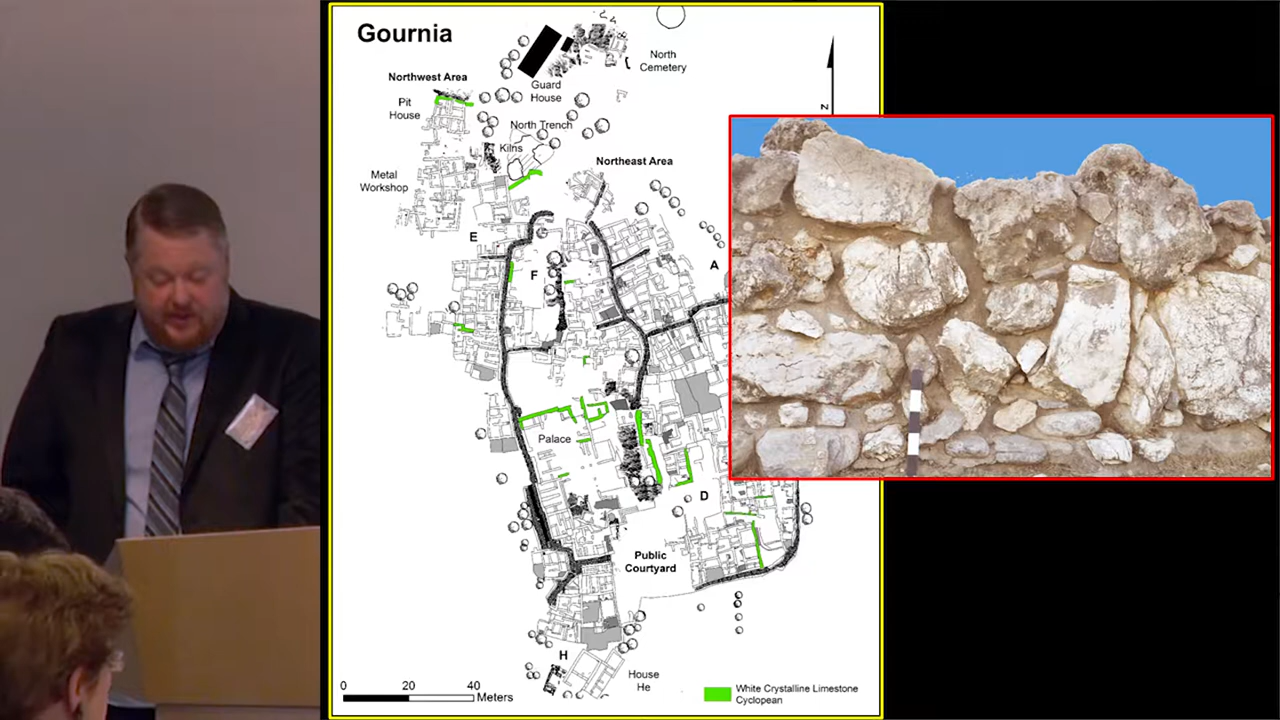 Gournia
North
Cemetery
Guard
House
Northwest Area
Pit
House
North Trench
Kilns
Northeast Area
Metal
Workshop
N
E
F
A
Palace
D
Public
Courtyard
H
House
He
0 20 40 Meters
White Crystalline Limestone
Cyclopean